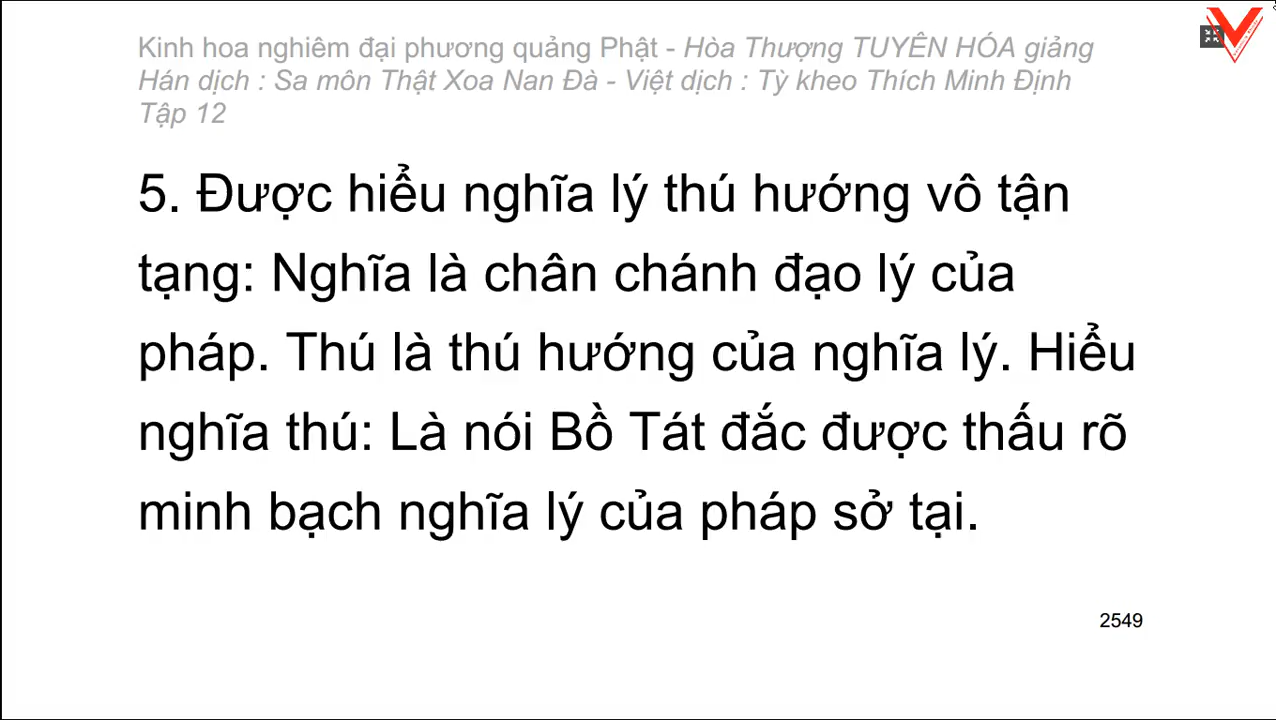 Kinh hoa nghiêm đại phương quảng Phật - Hòa Thượng TUYÊN HÓA giảng
Hán dịch : Sa môn Thật Xoa Nan Đà - Việt dịch : Tỳ kheo Thích Minh Định
Tập 12
5. Được hiểu nghĩa lý thú hướng vô tận
tạng: Nghĩa là chân chánh đạo lý của
pháp. Thú là thú hướng của nghĩa lý. Hiểu
nghĩa thú: Là nói Bồ Tát đắc được thấu rõ
minh bạch nghĩa lý của pháp sở tại.
2549